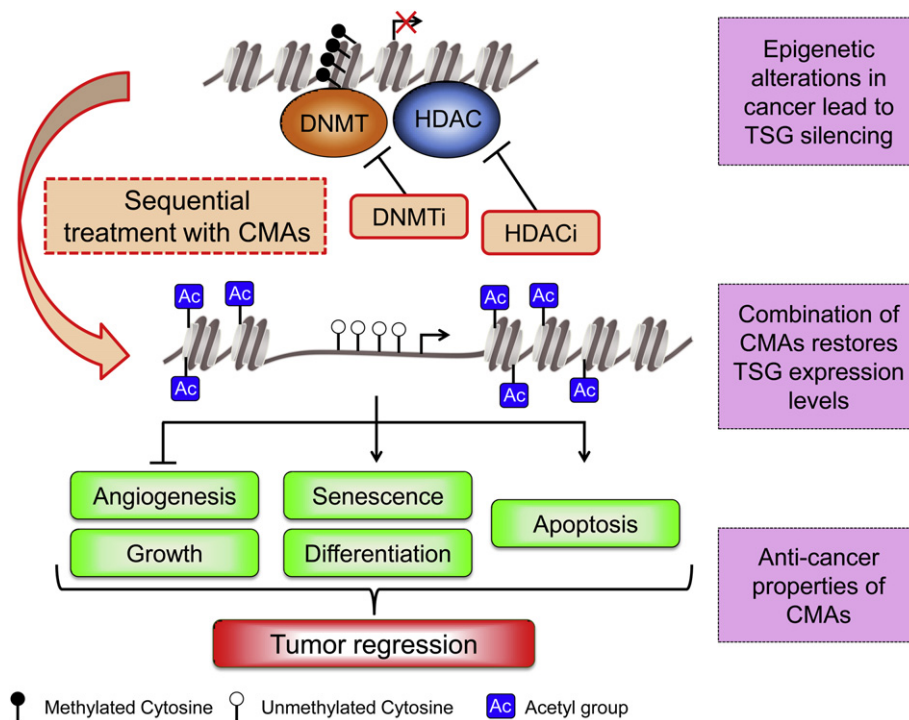 Epigenetic
alterations in
cancer lead to
TSG silencing
DNMT
HDAC
Sequential
treatment with CMAs
DNMTi
HDACi
Ac
Ac
Ac
Ac
Ac
Ac
Ac
Combination of
CMAs restores
TSG expression
levels
Angiogenesis
Senescence
Apoptosis
Growth
Differentiation
Anti-cancer
properties of
CMAs
Tumor regression
Methylated Cytosine
Unmethylated Cytosine
Ac
Acetyl group